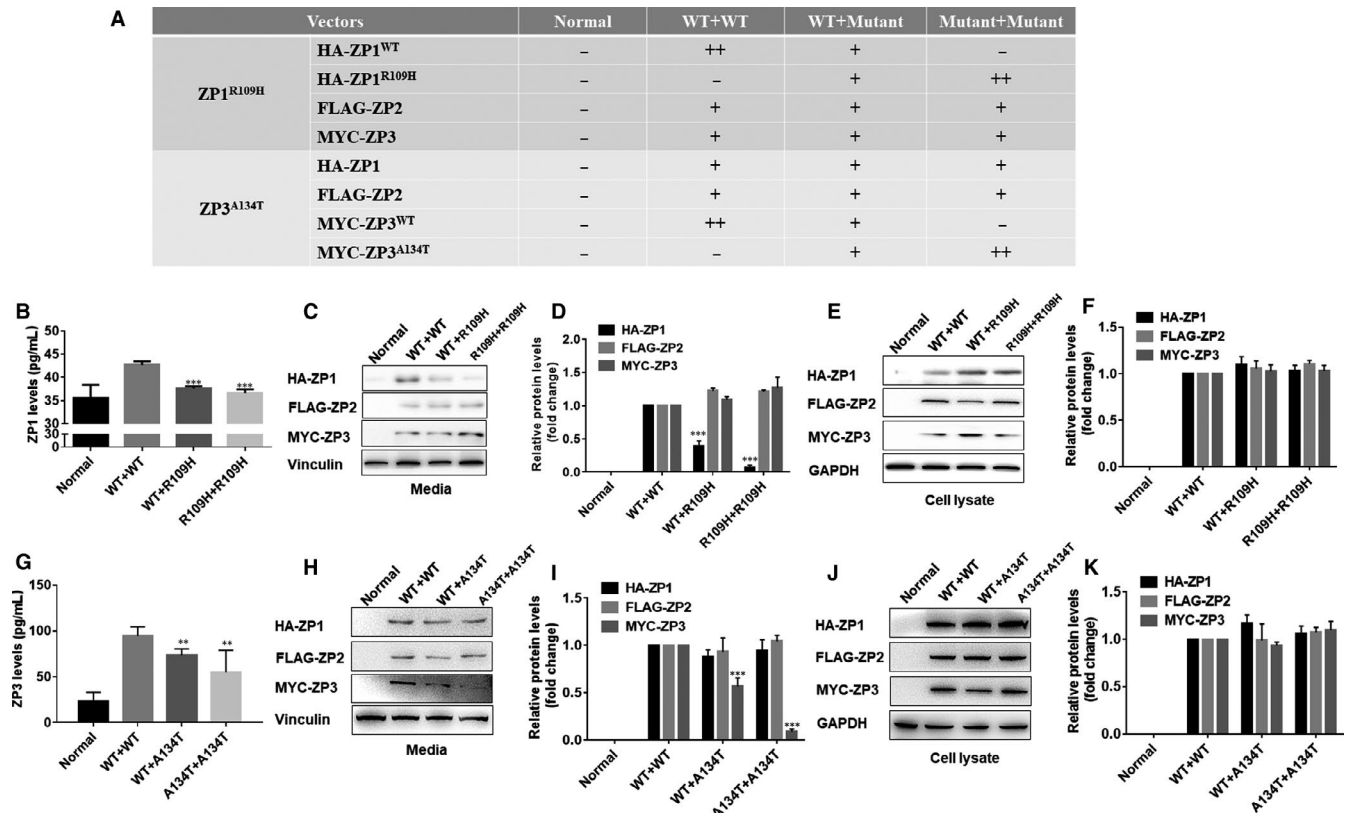 A
Vectors Normal WT+WT WT+Mutant Mutant+Mutant
ZP1R109H
HA-ZP1WT – ++ + –
HA-ZP1R109H – – + ++
FLAG-ZP2 – + + +
MYC-ZP3 – + + +
ZP3A134T
HA-ZP1 – + + +
FLAG-ZP2 – + + +
MYC-ZP3WT – ++ + –
MYC-ZP3A134T – – + ++
B
ZP1 levels (pg/mL)
45
40
35
30
30
0
*** ***
Normal WT+WT WT+R109H R109H+R109H
C
Normal WT+WT WT+R109H R109H+R109H
HA-ZP1
FLAG-ZP2
MYC-ZP3
Vinculin
Media
D
HA-ZP1
FLAG-ZP2
MYC-ZP3
Relative protein levels
(fold change)
2.0
1.5
1.0
0.5
0.0
*** ***
Normal WT+WT WT+R109H R109H+R109H
E
Normal WT+WT WT+R109H R109H+R109H
HA-ZP1
FLAG-ZP2
MYC-ZP3
GAPDH
Cell lysate
F
HA-ZP1
FLAG-ZP2
MYC-ZP3
Relative protein levels
(fold change)
1.5
1.0
0.5
0.0
Normal WT+WT WT+R109H R109H+R109H
G
ZP3 levels (pg/mL)
150
100
50
0
** **
Normal WT+WT WT+A134T A134T+A134T
H
Normal WT+WT WT+A134T A134T+A134T
HA-ZP1
FLAG-ZP2
MYC-ZP3
Vinculin
Media
I
HA-ZP1
FLAG-ZP2
MYC-ZP3
Relative protein levels
(fold change)
1.5
1.0
0.5
0.0
*** ***
Normal WT+WT WT+A134T A134T+A134T
J
Normal WT+WT WT+A134T A134T+A134T
HA-ZP1
FLAG-ZP2
MYC-ZP3
GAPDH
Cell lysate
K
HA-ZP1
FLAG-ZP2
MYC-ZP3
Relative protein levels
(fold change)
1.5
1.0
0.5
0.0
Normal WT+WT WT+A134T A134T+A134T